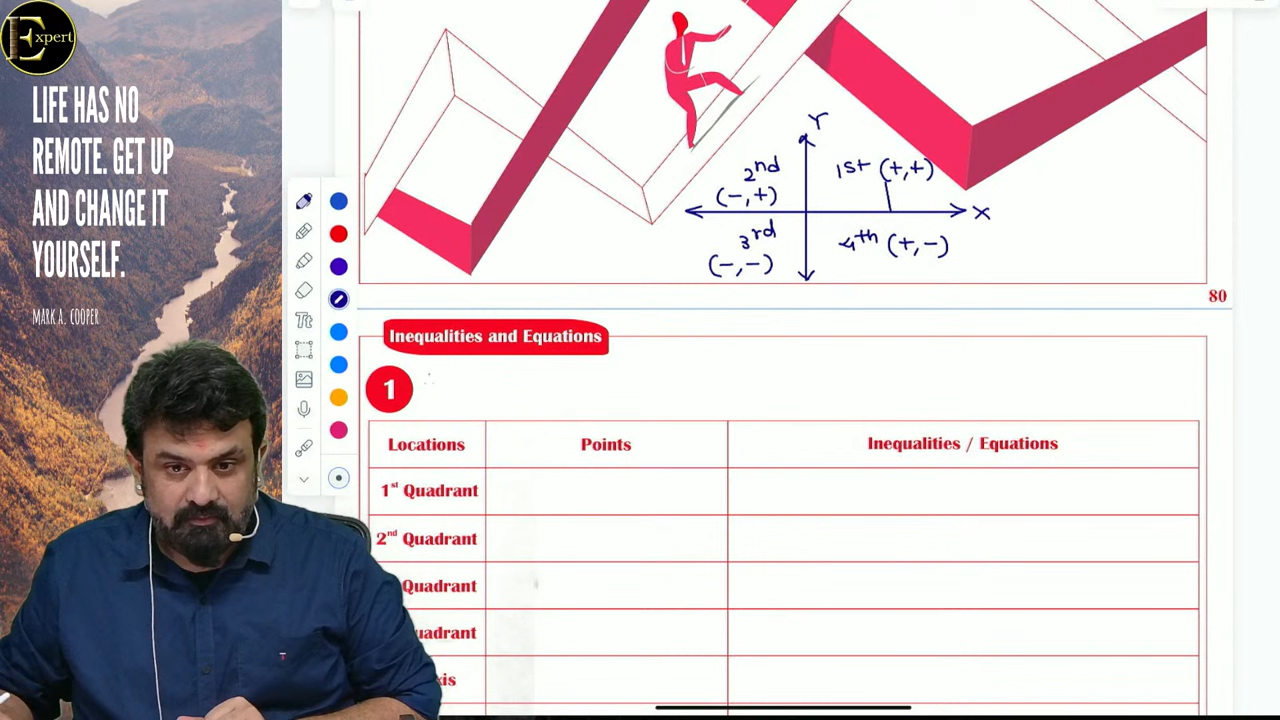 Expert
LIFE HAS NO
REMOTE. GET UP
AND CHANGE IT
YOURSELF.
MARK A. COOPER
Y
2nd
1st (+,+)
(-,+)
X
3rd
4th (+,-)
(-,-)
80
Tt
Inequalities and Equations
1
Locations Points Inequalities / Equations
1st Quadrant
2nd Quadrant
Quadrant
uadrant
xis